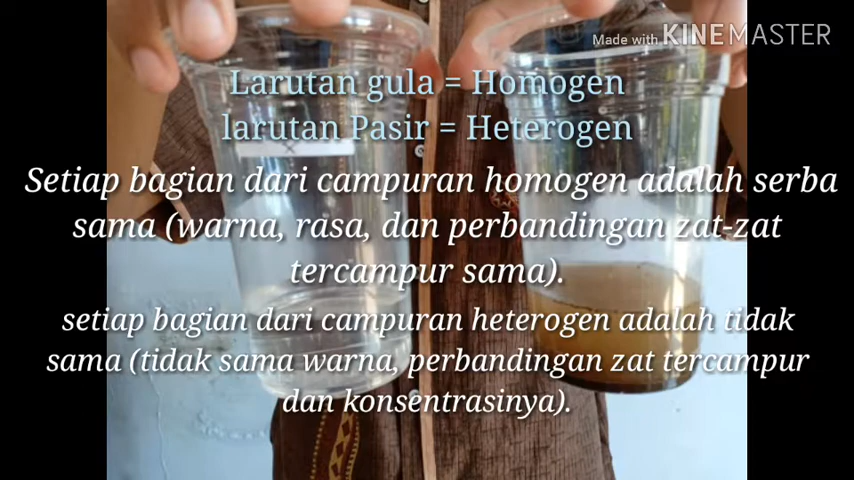 Made with KINEMASTER
Larutan gula = Homogen
larutan Pasir = Heterogen
Setiap bagian dari campuran homogen adalah serba
sama (warna, rasa, dan perbandingan zat-zat
tercampur sama).
setiap bagian dari campuran heterogen adalah tidak
sama (tidak sama warna, perbandingan zat tercampur
dan konsentrasinya).